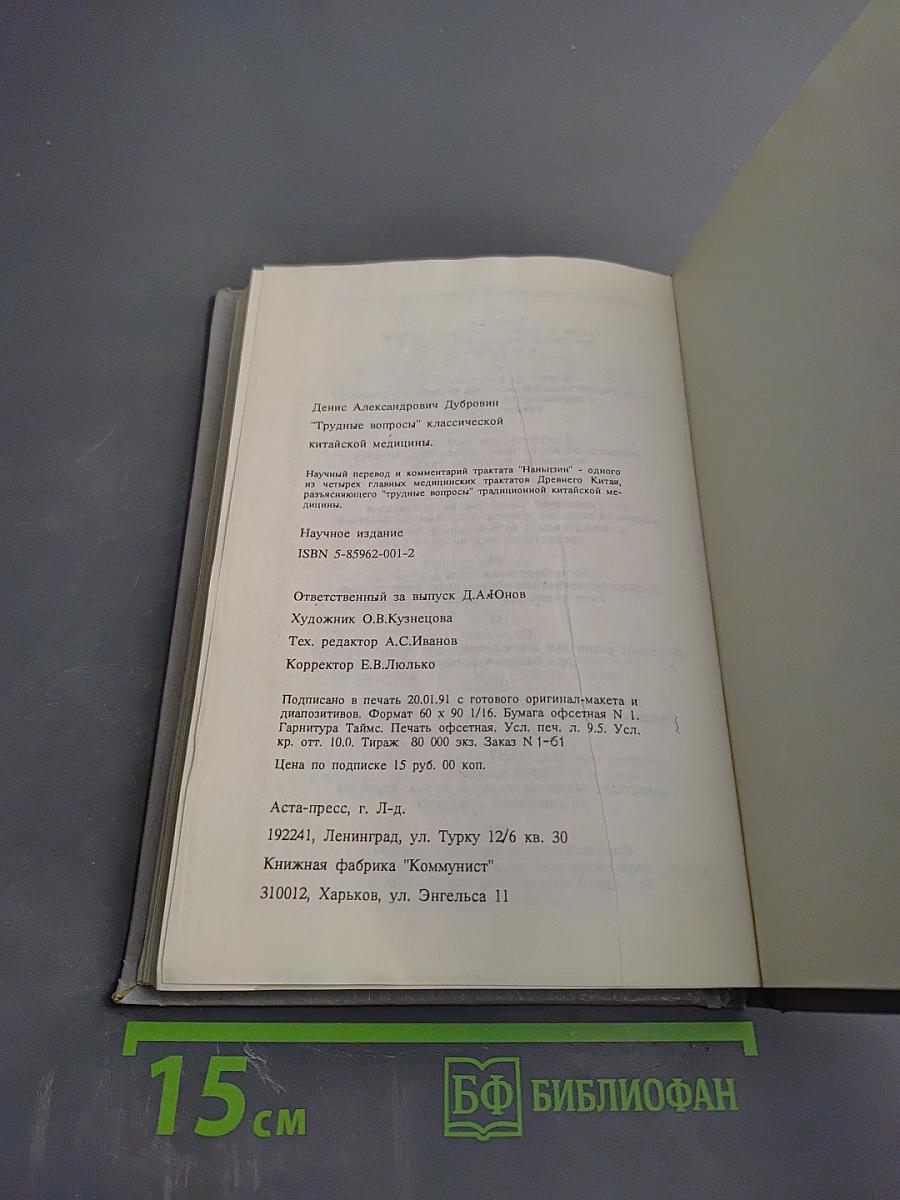 Денис Александрович Дубровин
"Трудные вопросы" классической
китайской медицины.
Научный перевод и комментарий трактата "Наньцзин" - одного
из четырех главных медицинских трактатов Древнего Китая,
разъясняющего "трудные вопросы" традиционной китайской ме-
дицины.
Научное издание
ISBN 5-85962-001-2
Ответственный за выпуск Д.А.Юнов
Художник О.В.Кузнецова
Тех. редактор А.С.Иванов
Корректор Е.В.Люлько
Подписано в печать 20.01.91 с готового оригинал-макета и
диапозитивов. Формат 60 х 90 1/16. Бумага офсетная N 1.
Гарнитура Таймс. Печать офсетная. Усл. печ. л. 9.5. Усл.
кр. отт. 10.0. Тираж 80 000 экз. Заказ N 1-61
Цена по подписке 15 руб. 00 коп.
Аста-пресс, г. Л-д.
192241, Ленинград, ул. Турку 12/6 кв. 30
Книжная фабрика "Коммунист"
310012, Харьков, ул. Энгельса 11
15 см
БФ БИБЛИОФАН